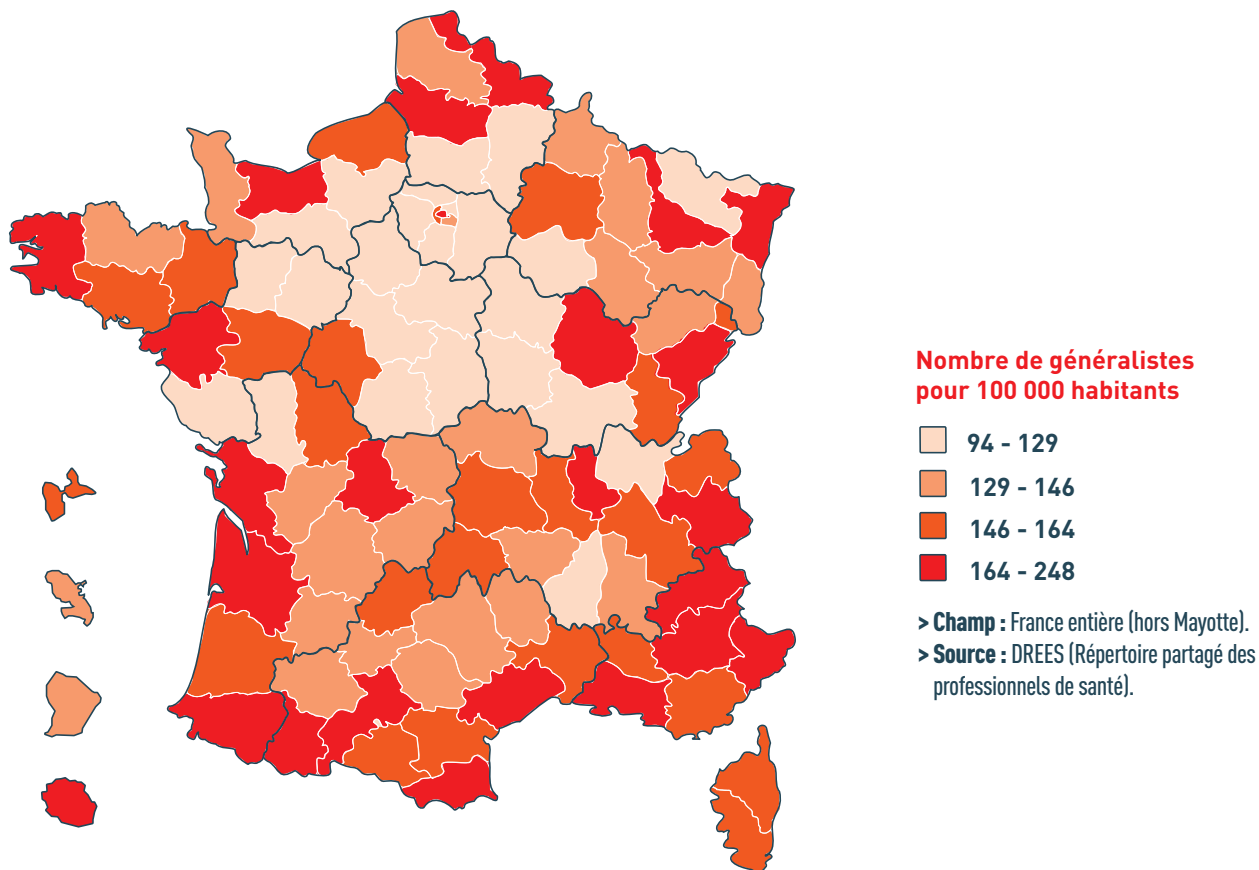 Nombre de généralistes
pour 100 000 habitants
94 - 129
129 - 146
146 - 164
164 - 248
> Champ : France entière (hors Mayotte).
> Source : DREES (Répertoire partagé des
professionnels de santé).